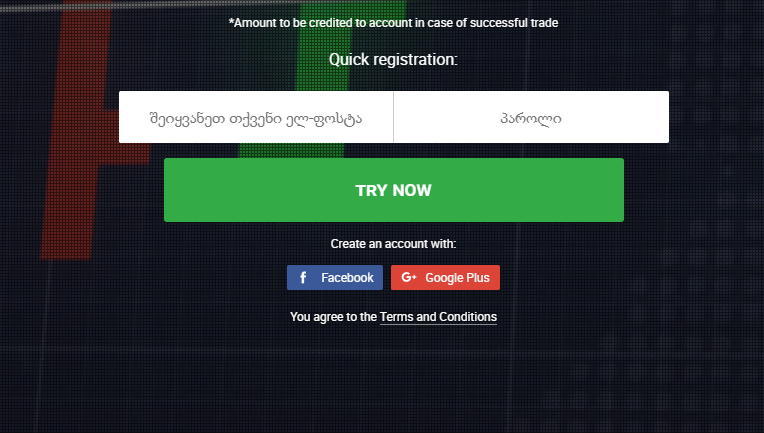 *Amount to be credited to account in case of successful trade
Quick registration:
შეიყვანეთ თქვენი ელ-ფოსტა
პაროლი
TRY NOW
Create an account with:
f Facebook
G+ Google Plus
You agree to the Terms and Conditions